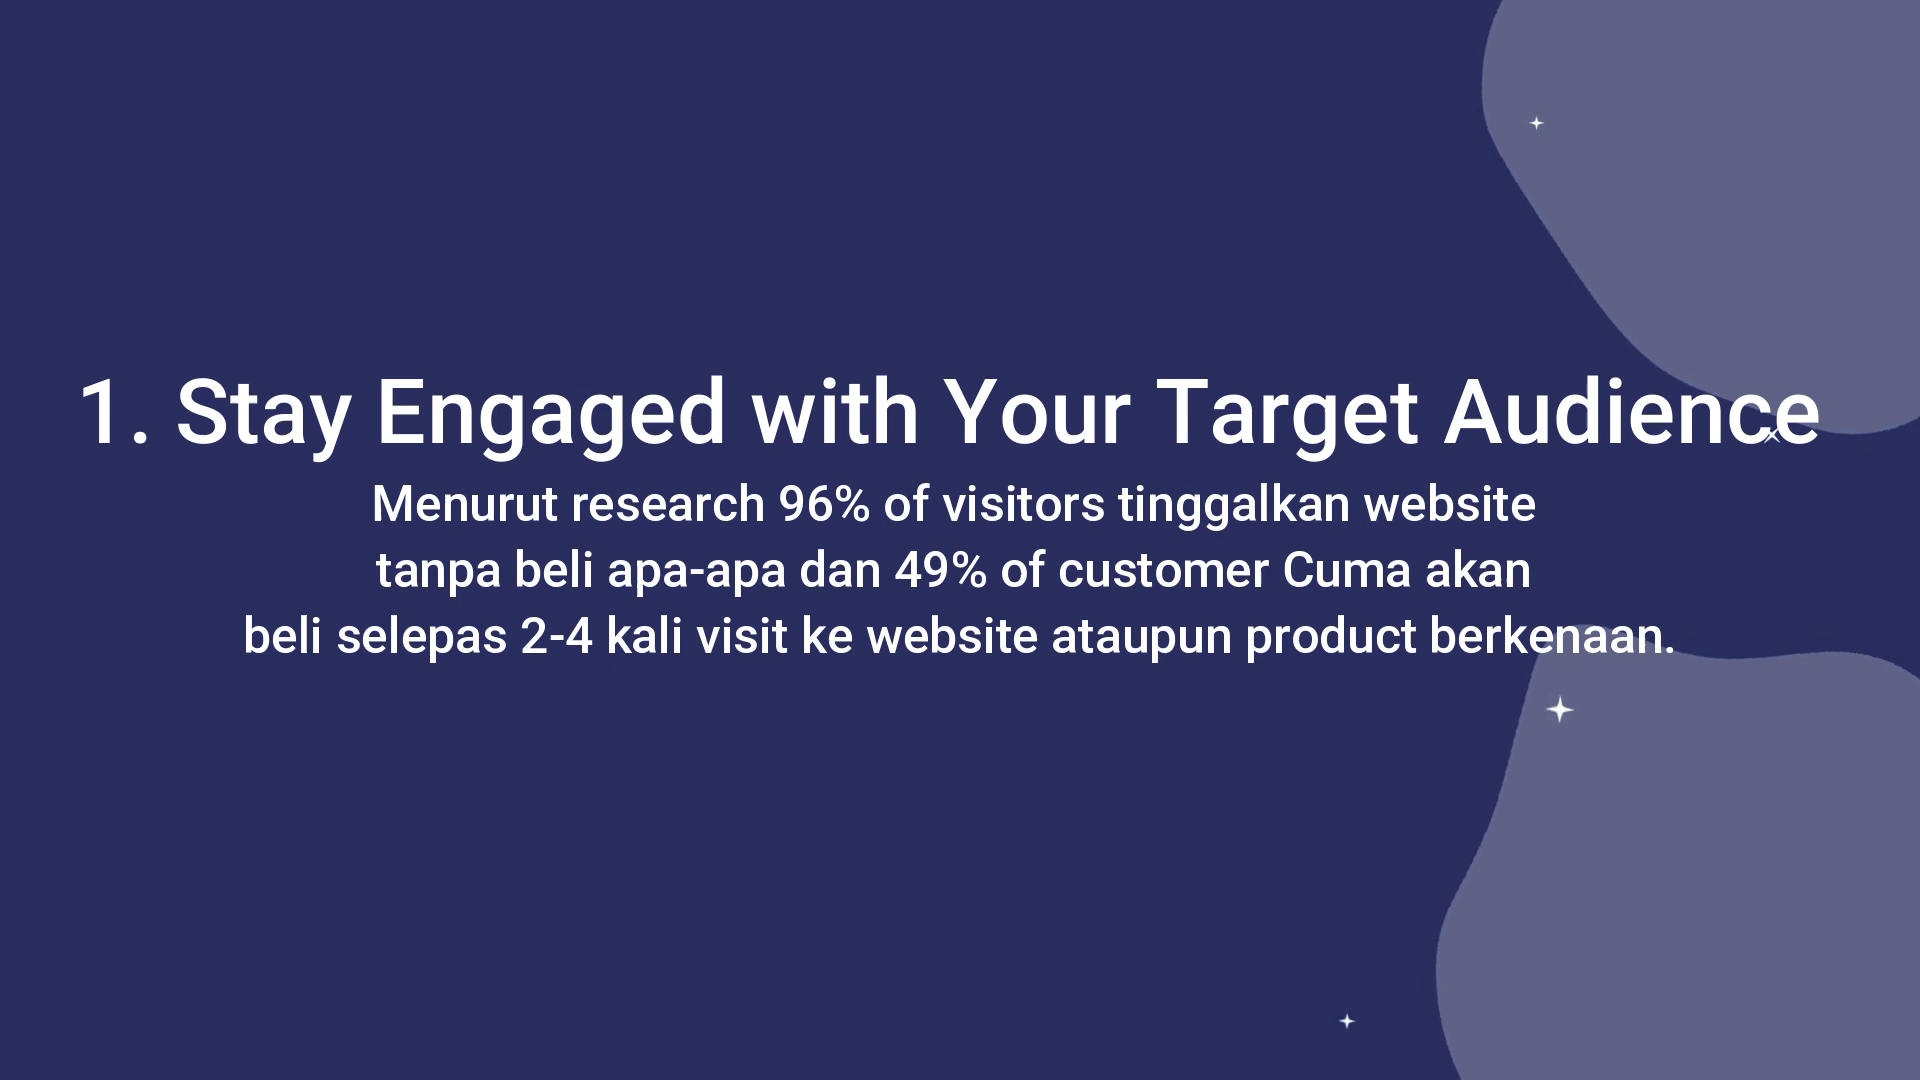 1. Stay Engaged with Your Target Audience
Menurut research 96% of visitors tinggalkan website
tanpa beli apa-apa dan 49% of customer Cuma akan
beli selepas 2-4 kali visit ke website ataupun product berkenaan.